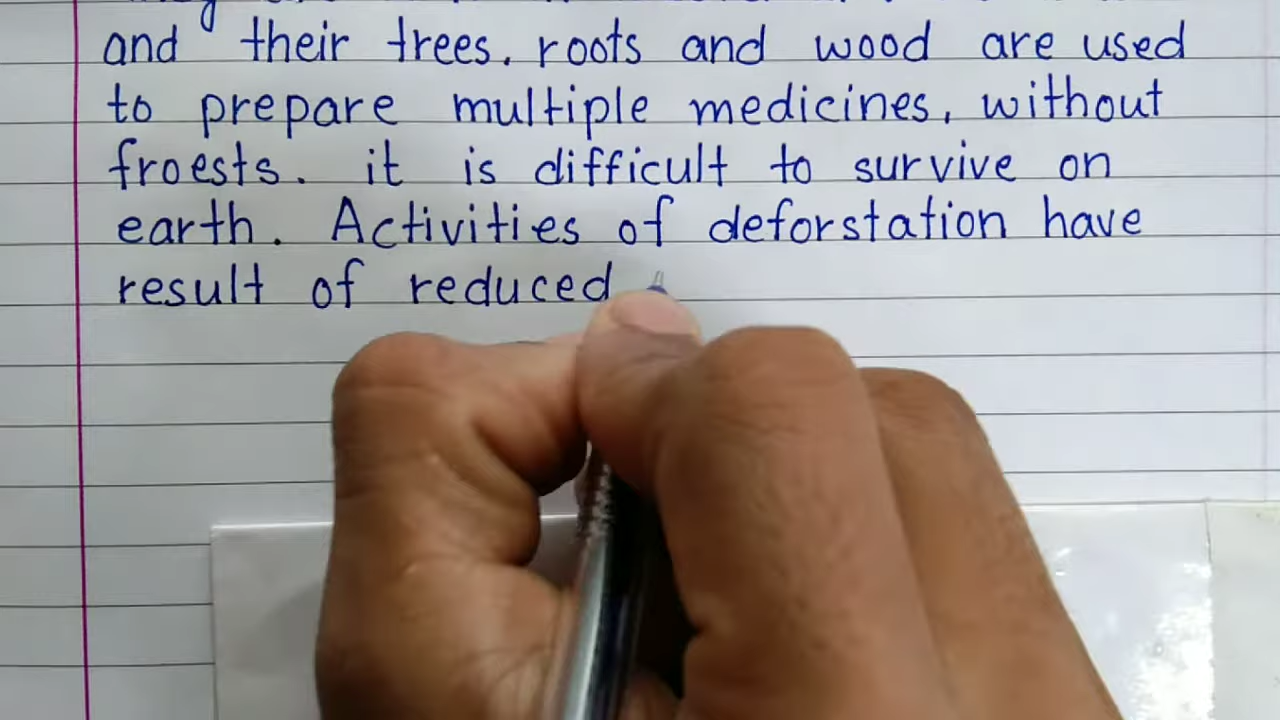 and their trees. roots and wood are used
to prepare multiple medicines, without
froests. it is difficult to survive on
earth. Activities of deforstation have
result of reduced